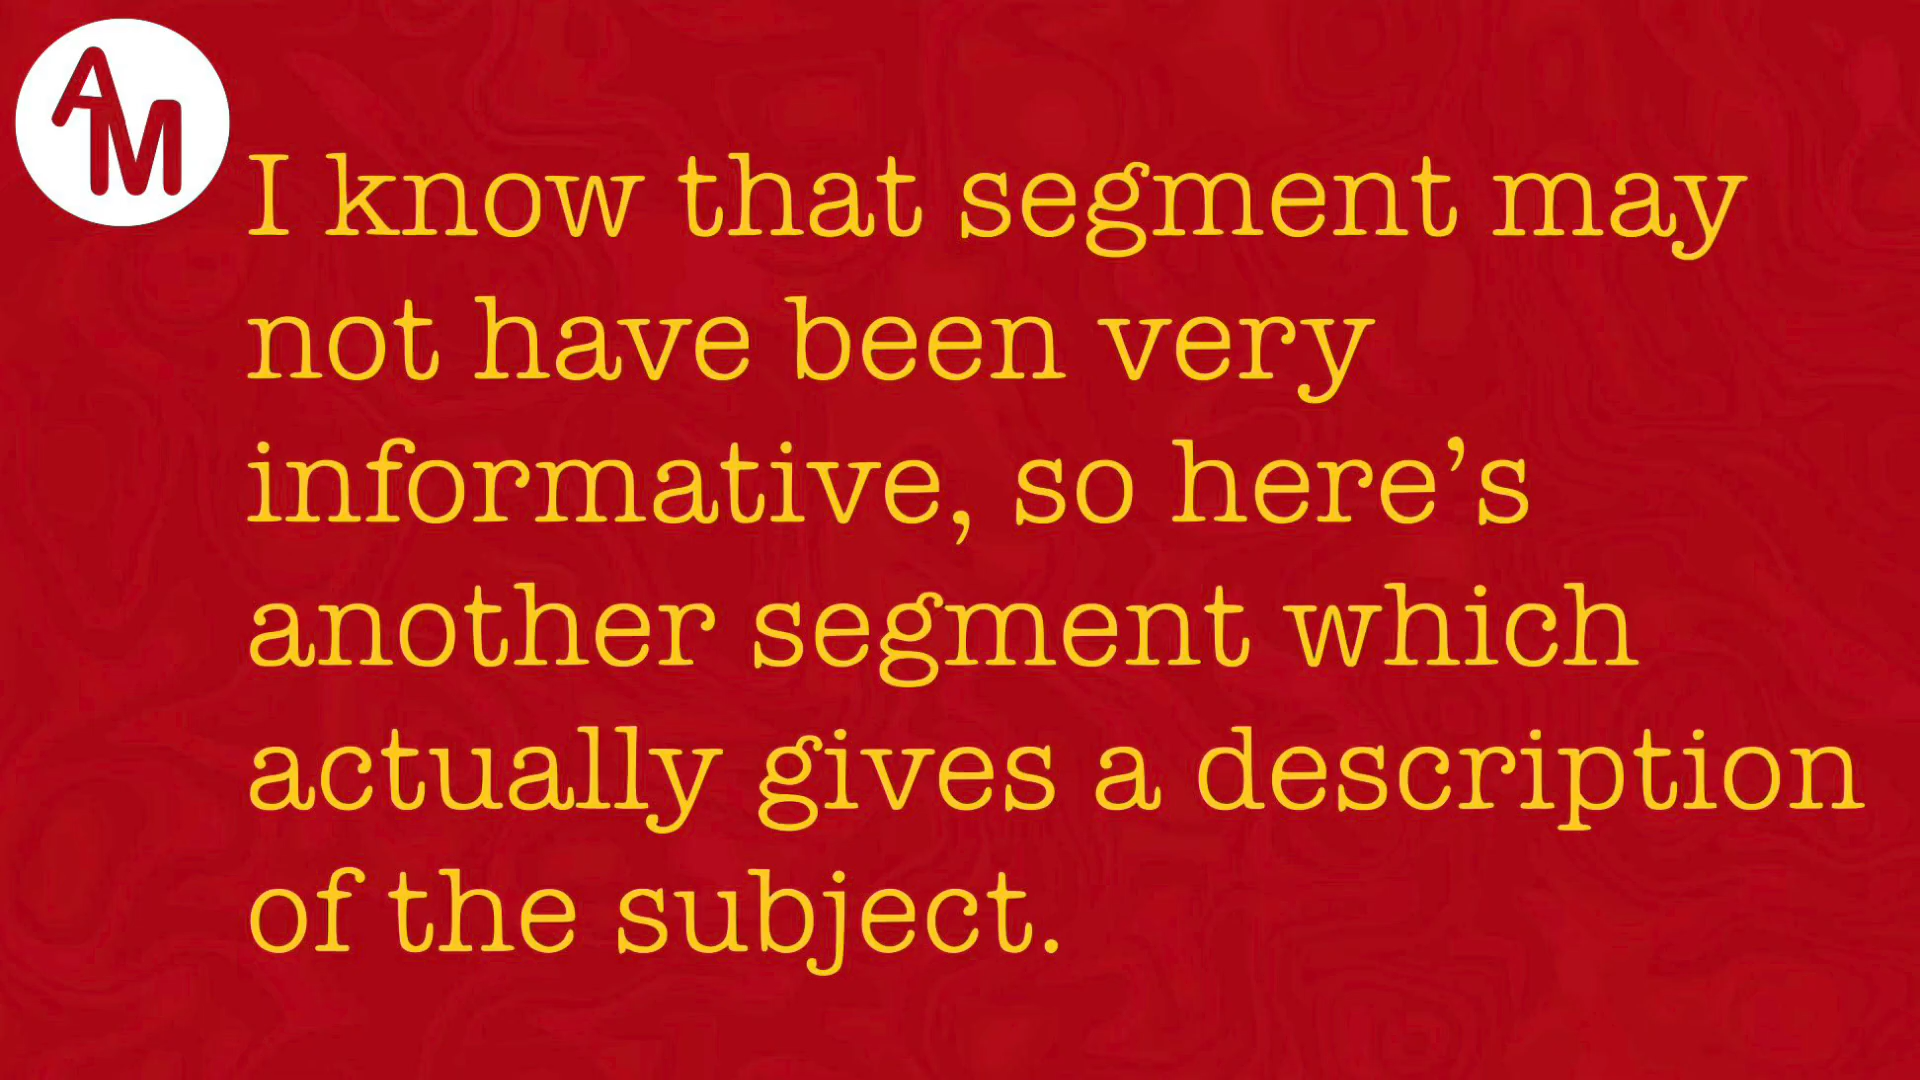 AM
I know that segment may
not have been very
informative, so here’s
another segment which
actually gives a description
of the subject.